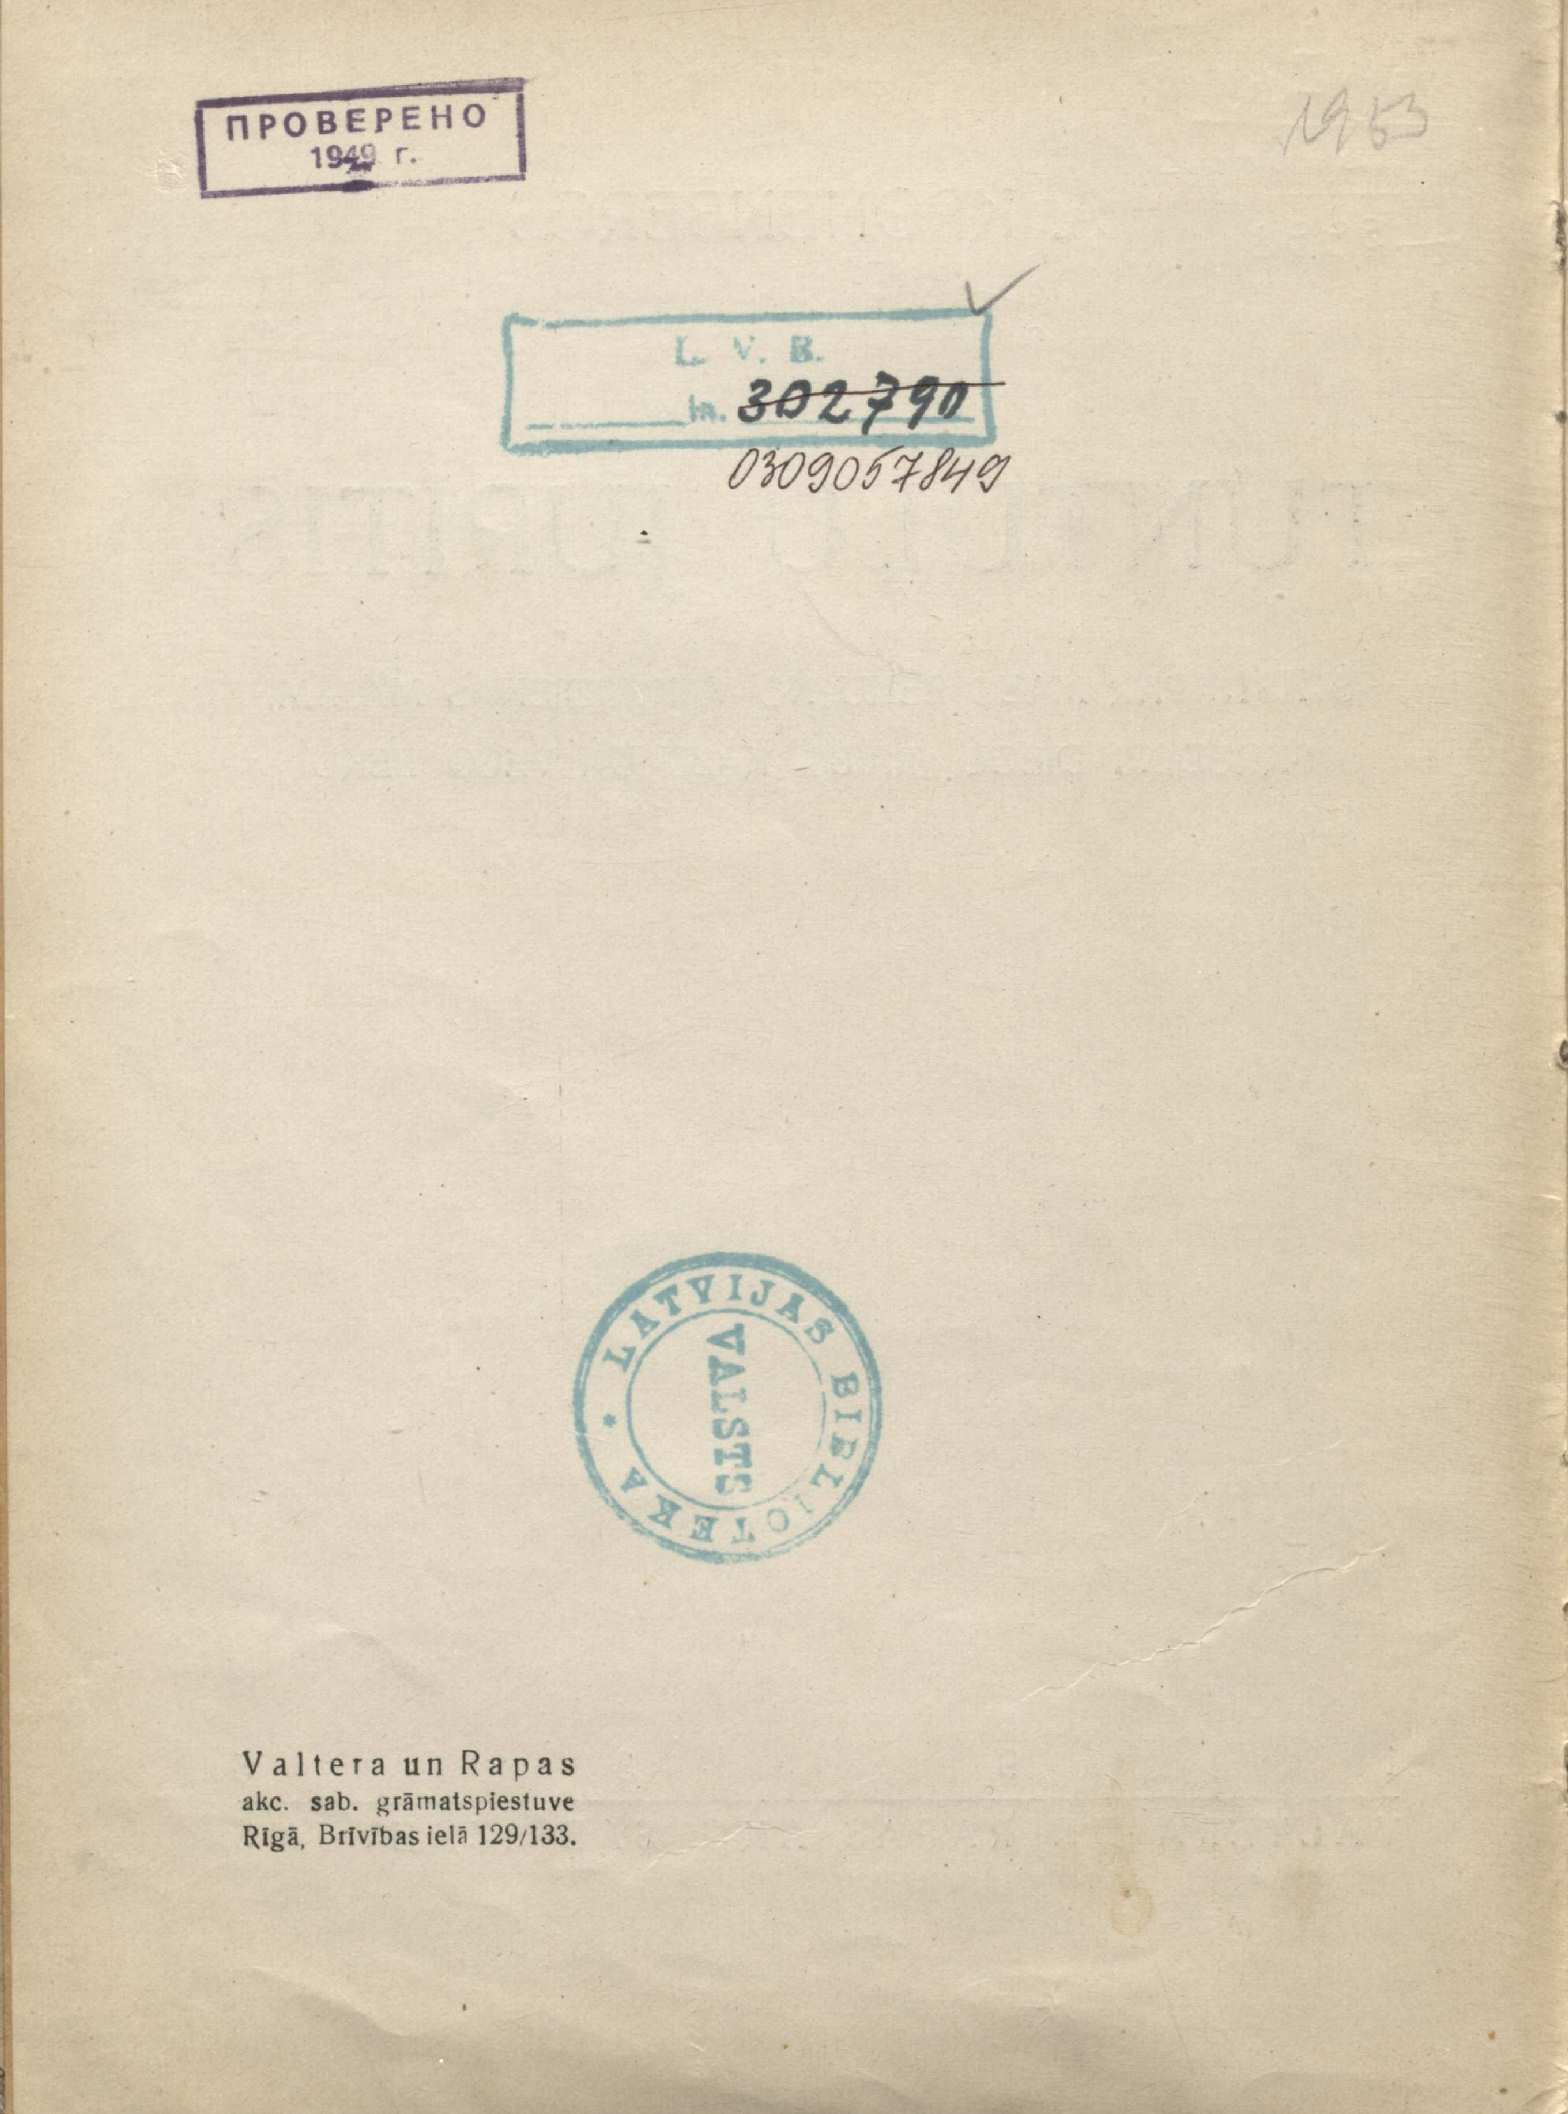 ПРОВЕРЕНО
1949 г.
1953
L. V. B.
In. 302790
0309057849
LATVIJAS BIBLIOTEKA *
VALSTS
Valtera un Rapas
akc. sab. grāmatspiestuve
Rīgā, Brīvības ielā 129/133.